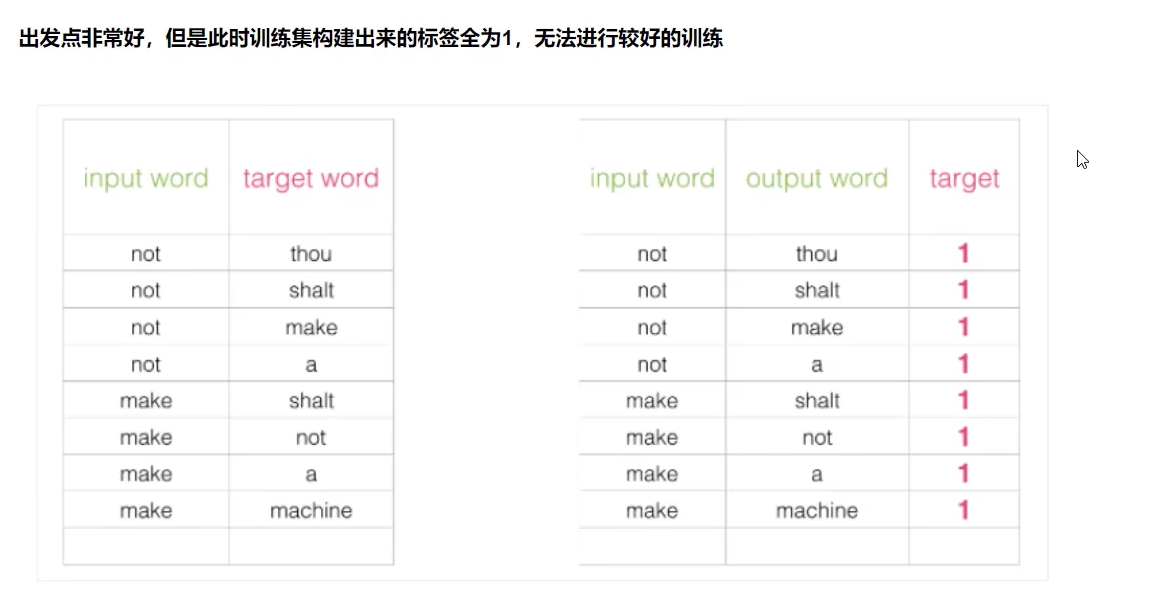 出发点非常好，但是此时训练集构建出来的标签全为1，无法进行较好的训练
input word target word
not thou
not shalt
not make
not a
make shalt
make not
make a
make machine
input word output word target
not thou 1
not shalt 1
not make 1
not a 1
make shalt 1
make not 1
make a 1
make machine 1